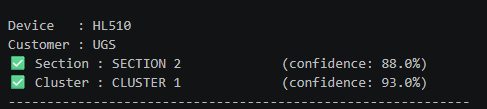 Device   : HL510
Customer : UGS
✅ Section : SECTION 2             (confidence: 88.0%)
✅ Cluster : CLUSTER 1             (confidence: 93.0%)
------------------------------------------------------------